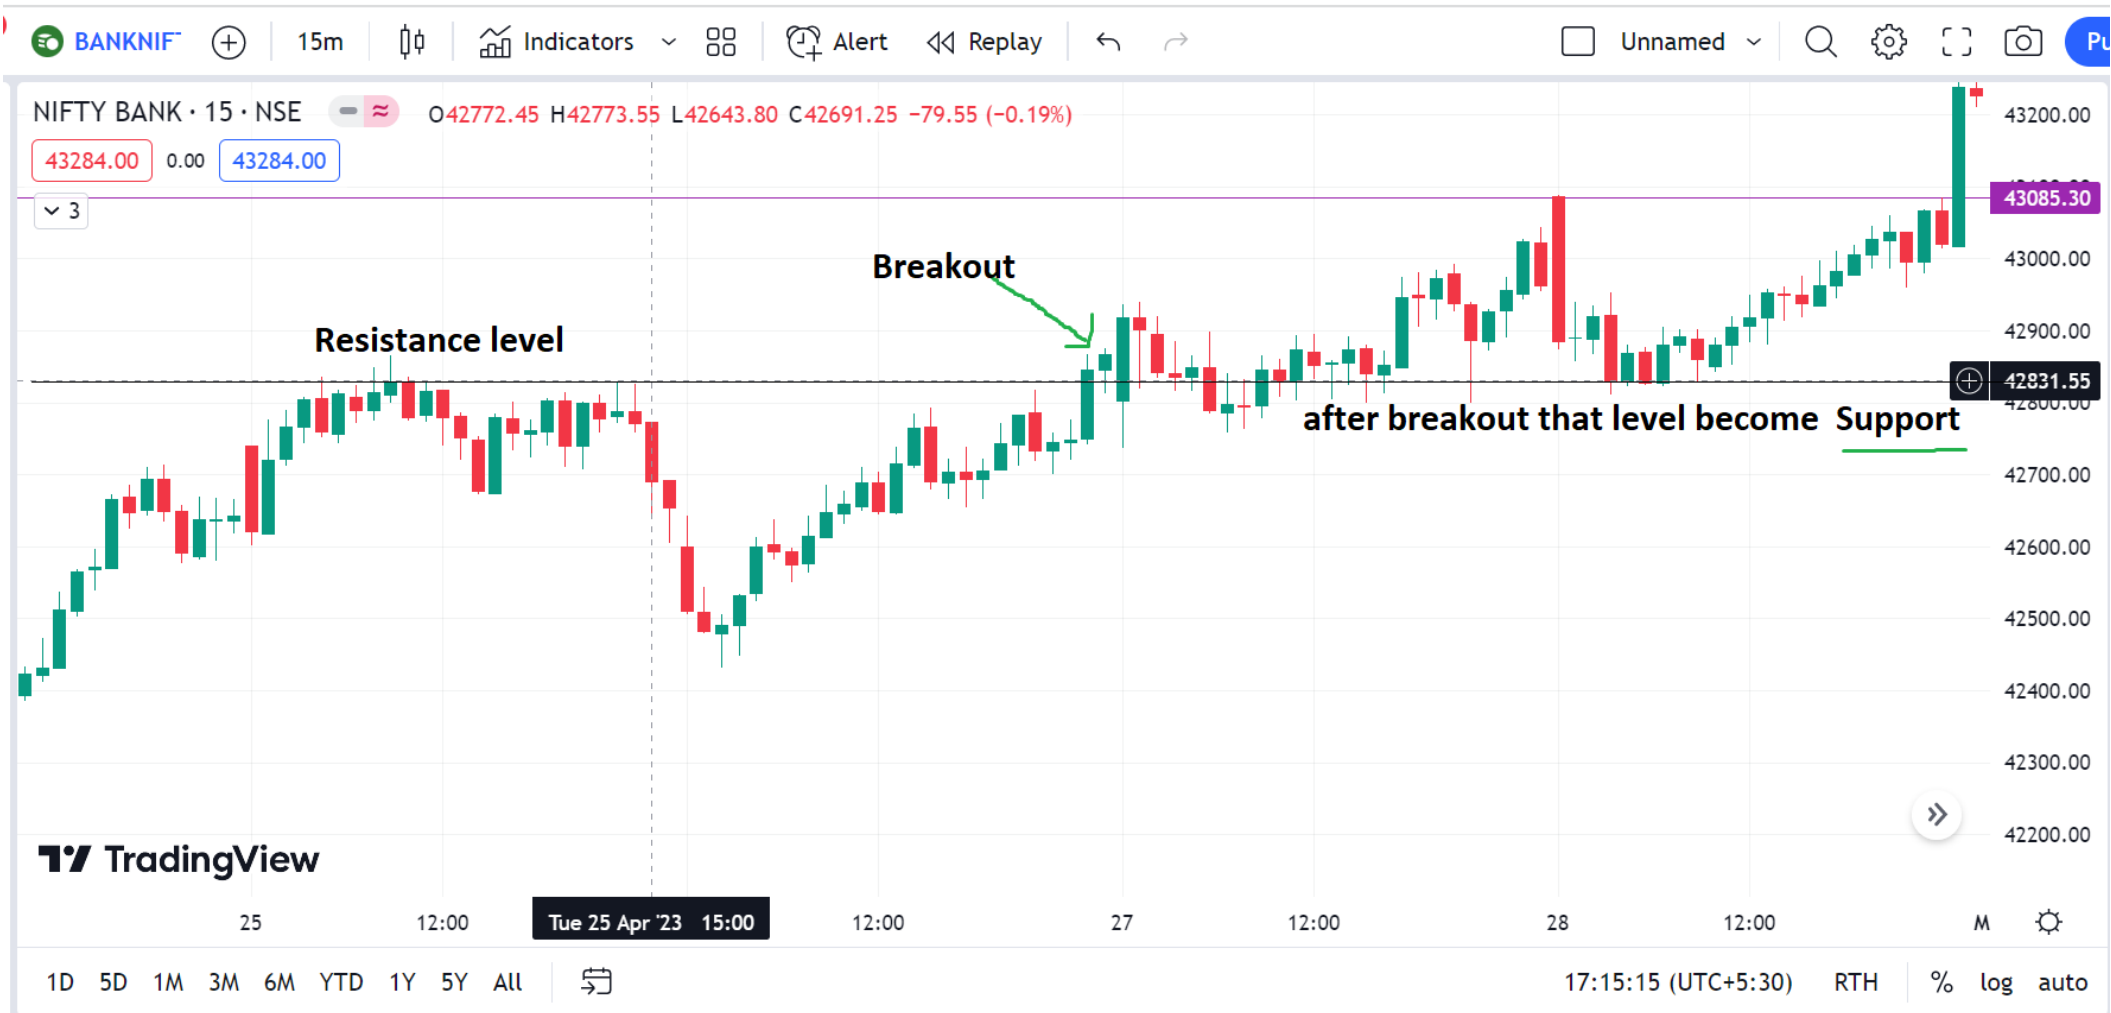 BANKNIF
15m
Indicators
Alert
Replay
Unnamed
Pu
NIFTY BANK · 15 · NSE
O42772.45 H42773.55 L42643.80 C42691.25 −79.55 (−0.19%)
43284.00 0.00 43284.00
3
43200.00
43085.30
43000.00
42900.00
42831.55
42800.00
42700.00
42600.00
42500.00
42400.00
42300.00
42200.00
Breakout
Resistance level
after breakout that level become Support
TradingView
25 12:00 Tue 25 Apr '23 15:00 12:00 27 12:00 28 12:00 M
1D 5D 1M 3M 6M YTD 1Y 5Y All
17:15:15 (UTC+5:30) RTH % log auto